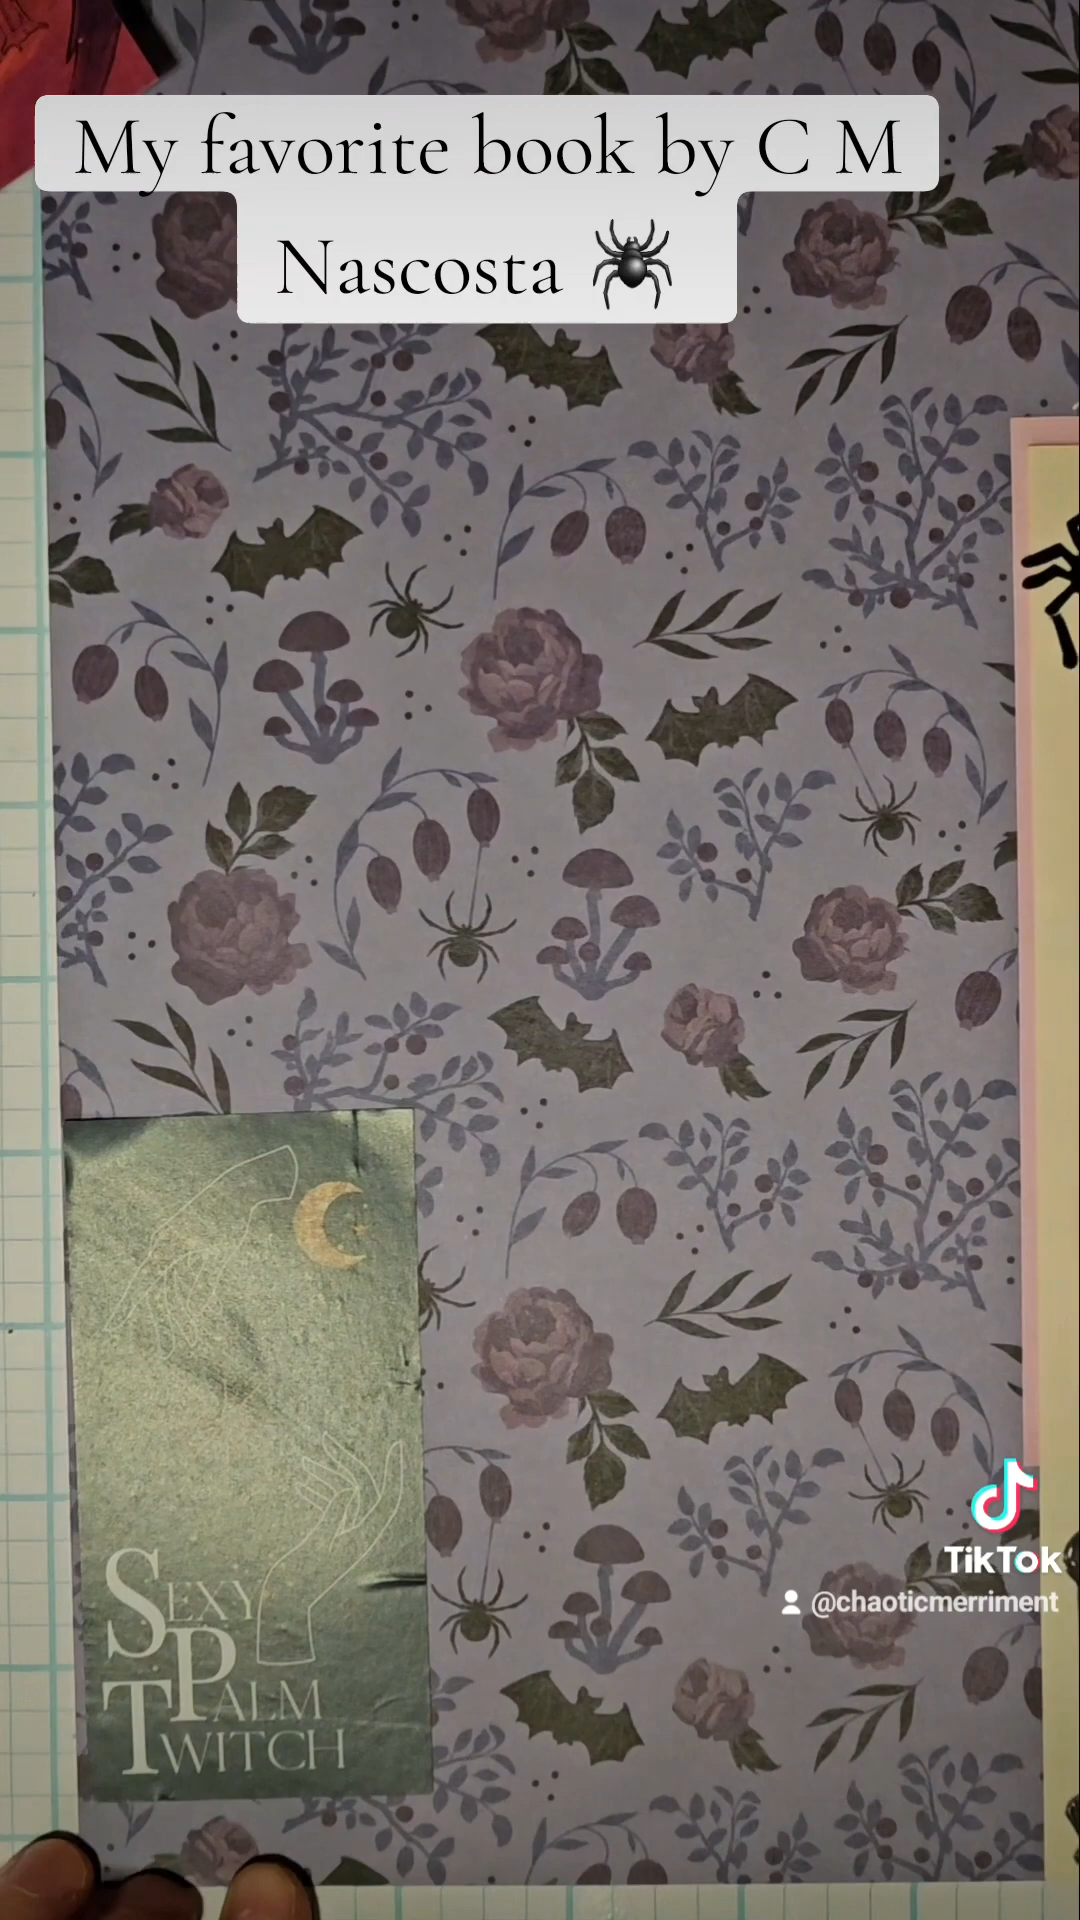 My favorite book by C M
Nascosta 🕷️
SEXY
PALM
TWITCH
TikTok
@chaoticmerriment